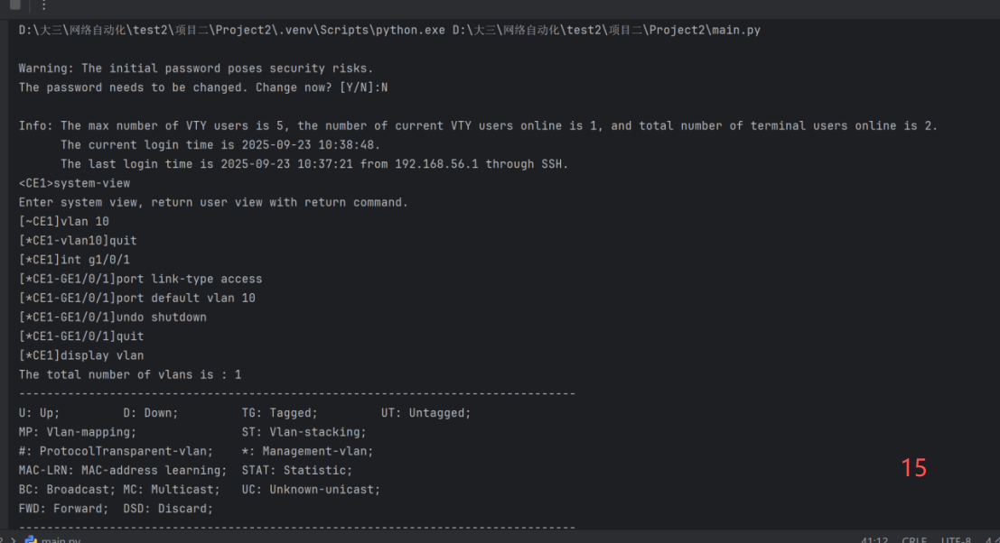 D:\大三\网络自动化\test2\项目二\Project2\.venv\Scripts\python.exe D:\大三\网络自动化\test2\项目二\Project2\main.py
Warning: The initial password poses security risks.
The password needs to be changed. Change now? [Y/N]:N
Info: The max number of VTY users is 5, the number of current VTY users online is 1, and total number of terminal users online is 2.
The current login time is 2025-09-23 10:38:48.
The last login time is 2025-09-23 10:37:21 from 192.168.56.1 through SSH.
<CE1>system-view
Enter system view, return user view with return command.
[~CE1]vlan 10
[*CE1-vlan10]quit
[*CE1]int g1/0/1
[*CE1-GE1/0/1]port link-type access
[*CE1-GE1/0/1]port default vlan 10
[*CE1-GE1/0/1]undo shutdown
[*CE1-GE1/0/1]quit
[*CE1]display vlan
The total number of vlans is : 1
--------------------------------------------------------------------------------
U: Up;         D: Down;         TG: Tagged;         UT: Untagged;
MP: Vlan-mapping;               ST: Vlan-stacking;
#: ProtocolTransparent-vlan;    *: Management-vlan;
MAC-LRN: MAC-address learning;  STAT: Statistic;
15
BC: Broadcast; MC: Multicast;   UC: Unknown-unicast;
FWD: Forward;  DSD: Discard;
--------------------------------------------------------------------------------
main.py
41:12 CRLF UTF-8 4